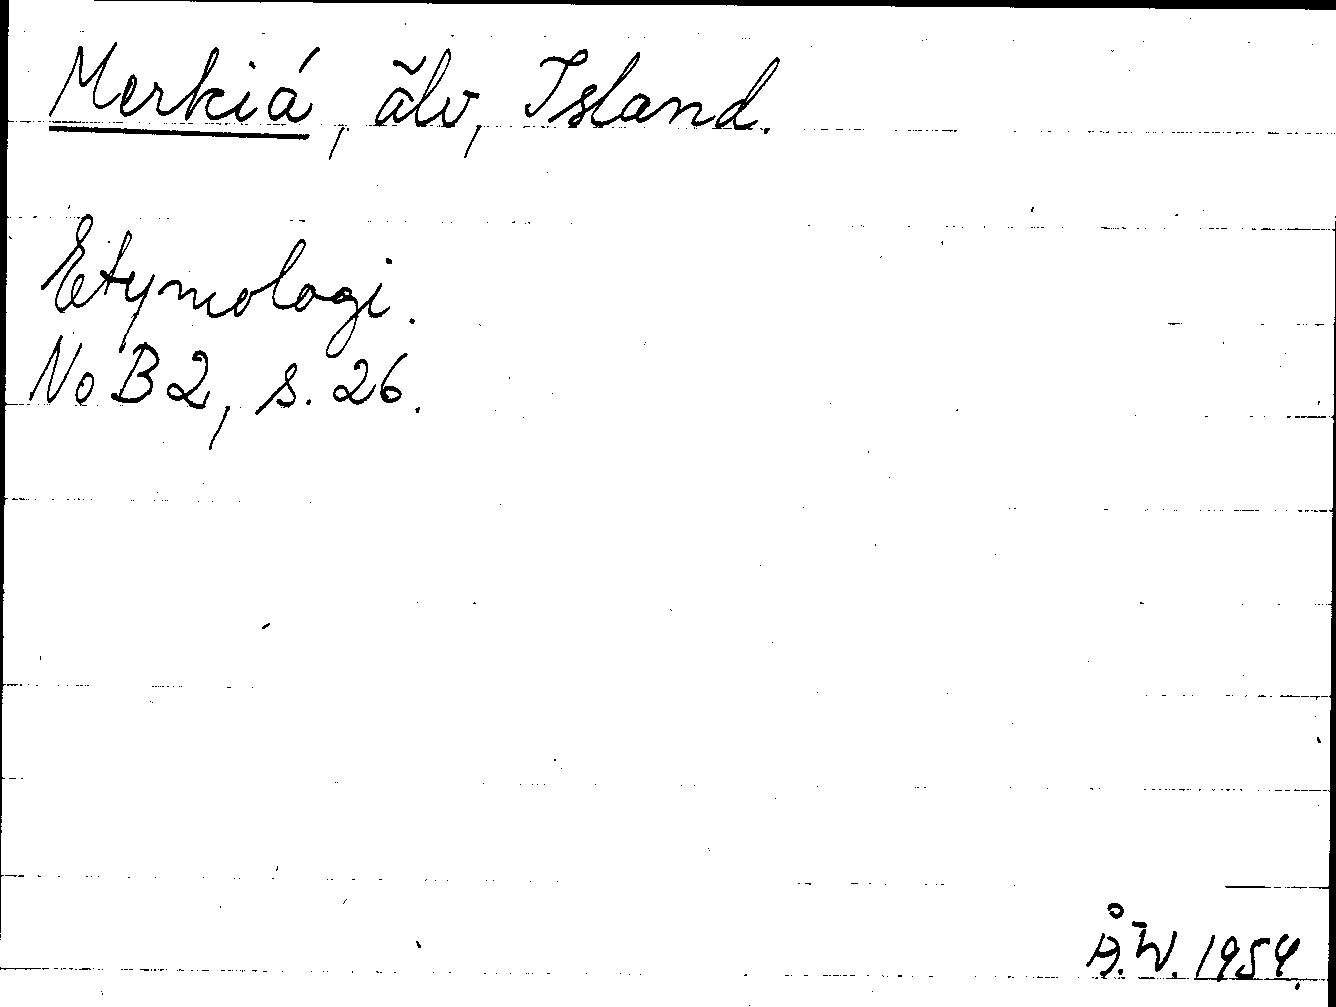 Merkiá, älv, Island.
Etymologi.
NoB 2, s. 26.
Å.W. 1954.